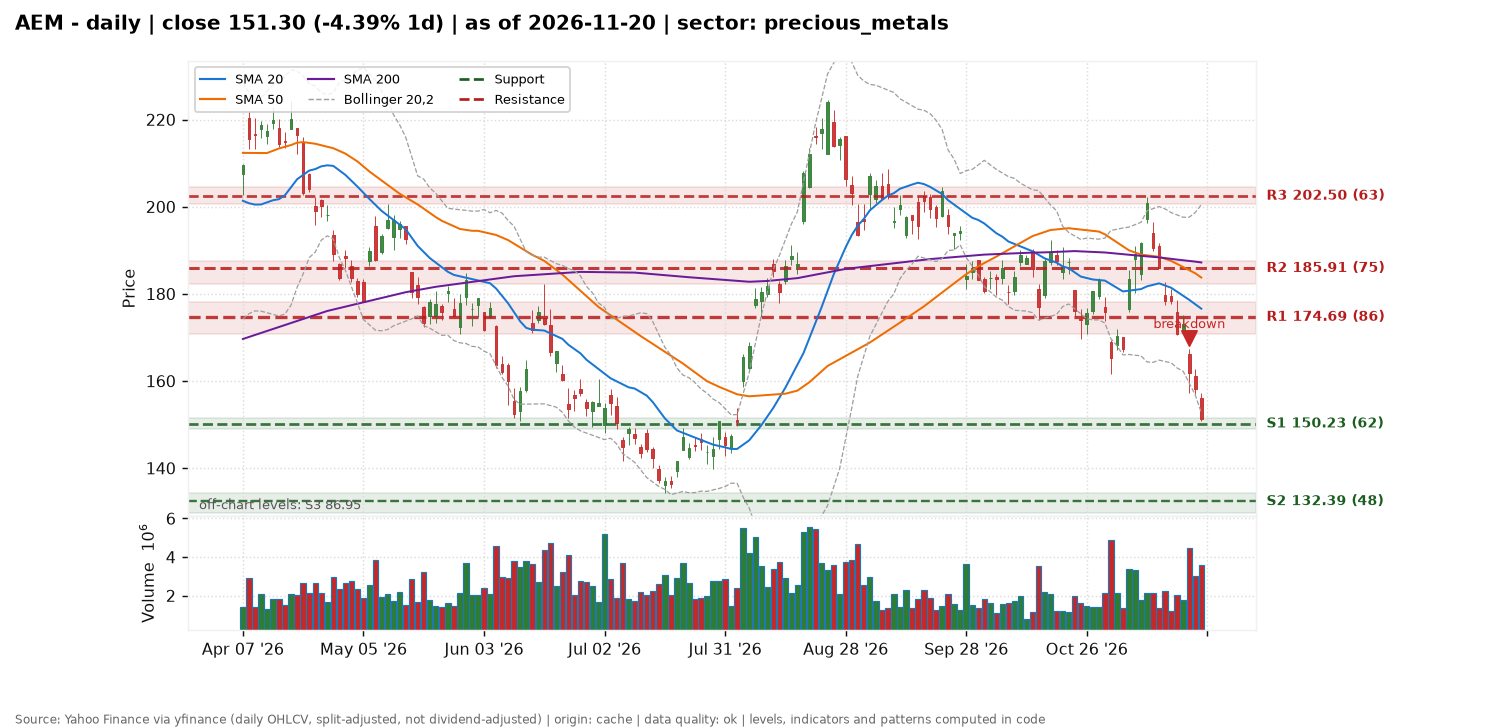 AEM - daily | close 151.30 (-4.39% 1d) | as of 2026-11-20 | sector: precious_metals
SMA 20
SMA 50
SMA 200
Bollinger 20,2
Support
Resistance
Price
220
200
180
160
140
R3 202.50 (63)
R2 185.91 (75)
R1 174.69 (86)
breakdown
S1 150.23 (62)
S2 132.39 (48)
off-chart levels: S3 86.95
Volume 10⁶
6
4
2
Apr 07 '26
May 05 '26
Jun 03 '26
Jul 02 '26
Jul 31 '26
Aug 28 '26
Sep 28 '26
Oct 26 '26
Source: Yahoo Finance via yfinance (daily OHLCV, split-adjusted, not dividend-adjusted) | origin: cache | data quality: ok | levels, indicators and patterns computed in code